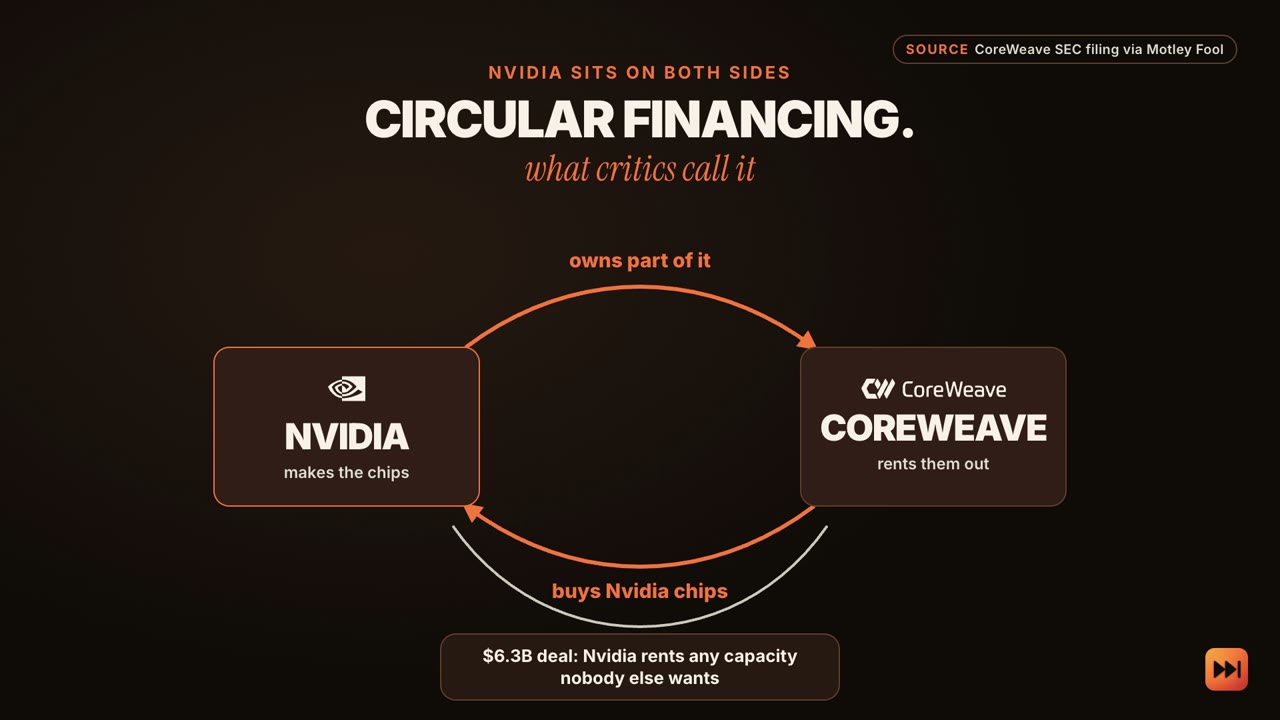 SOURCE CoreWeave SEC filing via Motley Fool
NVIDIA SITS ON BOTH SIDES
CIRCULAR FINANCING.
what critics call it
owns part of it
NVIDIA
makes the chips
CoreWeave
COREWEAVE
rents them out
buys Nvidia chips
$6.3B deal: Nvidia rents any capacity
nobody else wants